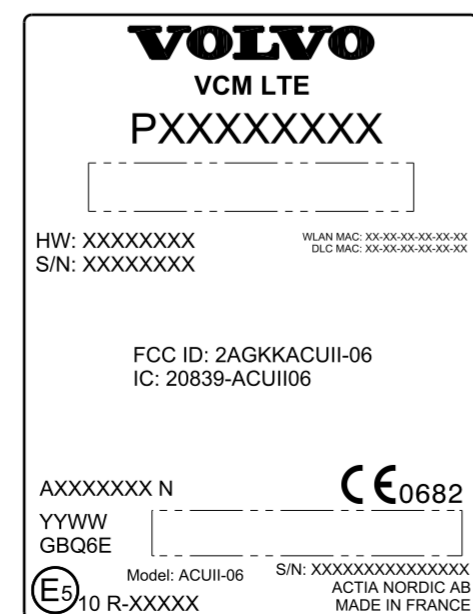 VOLVO
VCM LTE
PXXXXXXXX
HW: XXXXXXXX
S/N: XXXXXXXX
WLAN MAC: XX-XX-XX-XX-XX-XX
DLC MAC: XX-XX-XX-XX-XX-XX
FCC ID: 2AGKKACUII-06
IC: 20839-ACUII06
AXXXXXXX N
CE0682
YYWW
GBQ6E
Model: ACUII-06
S/N: XXXXXXXXXXXXXXX
E5
10 R-XXXXX
ACTIA NORDIC AB
MADE IN FRANCE